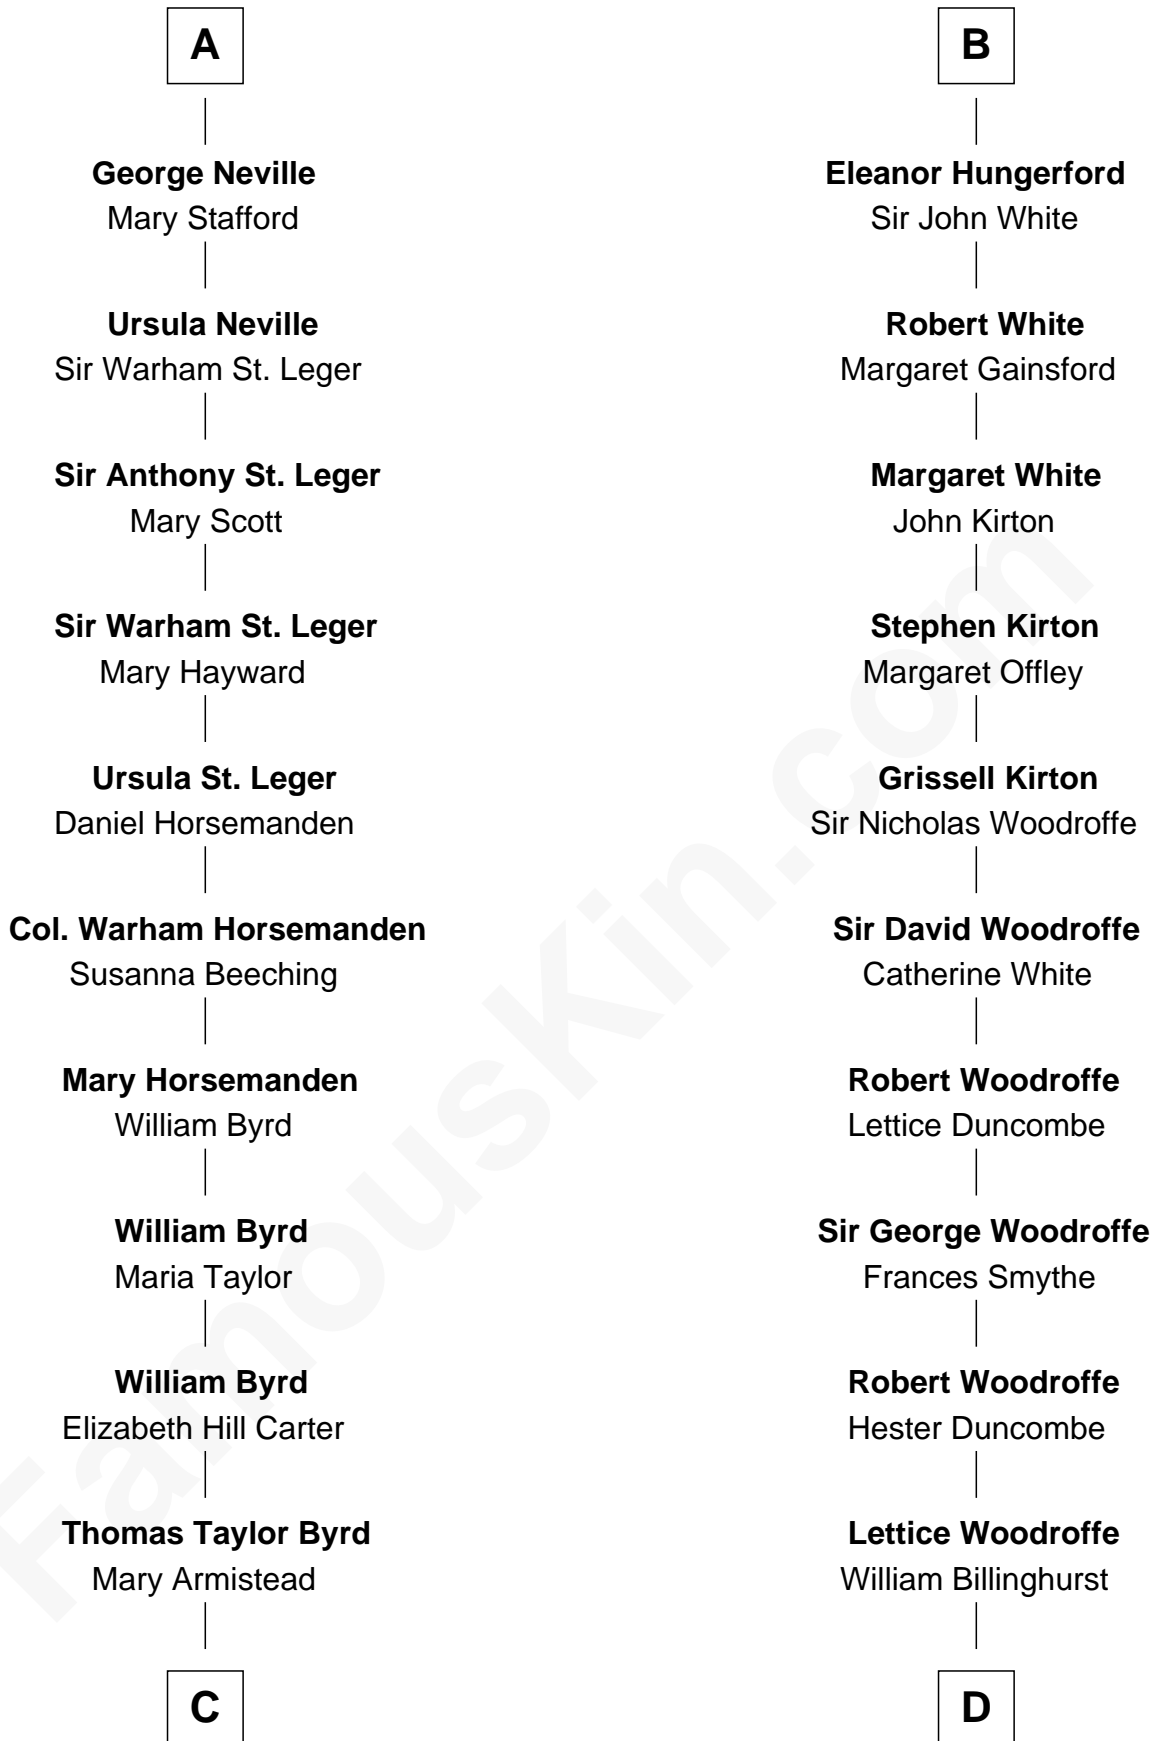 A
George Neville
Mary Stafford
Ursula Neville
Sir Warham St. Leger
Sir Anthony St. Leger
Mary Scott
Sir Warham St. Leger
Mary Hayward
Ursula St. Leger
Daniel Horsemanden
Col. Warham Horsemanden
Susanna Beeching
Mary Horsemanden
William Byrd
William Byrd
Maria Taylor
William Byrd
Elizabeth Hill Carter
Thomas Taylor Byrd
Mary Armistead
C
B
Eleanor Hungerford
Sir John White
Robert White
Margaret Gainsford
Margaret White
John Kirton
Stephen Kirton
Margaret Offley
Grissell Kirton
Sir Nicholas Woodroffe
Sir David Woodroffe
Catherine White
Robert Woodroffe
Lettice Duncombe
Sir George Woodroffe
Frances Smythe
Robert Woodroffe
Hester Duncombe
Lettice Woodroffe
William Billinghurst
D
FamousKin.com